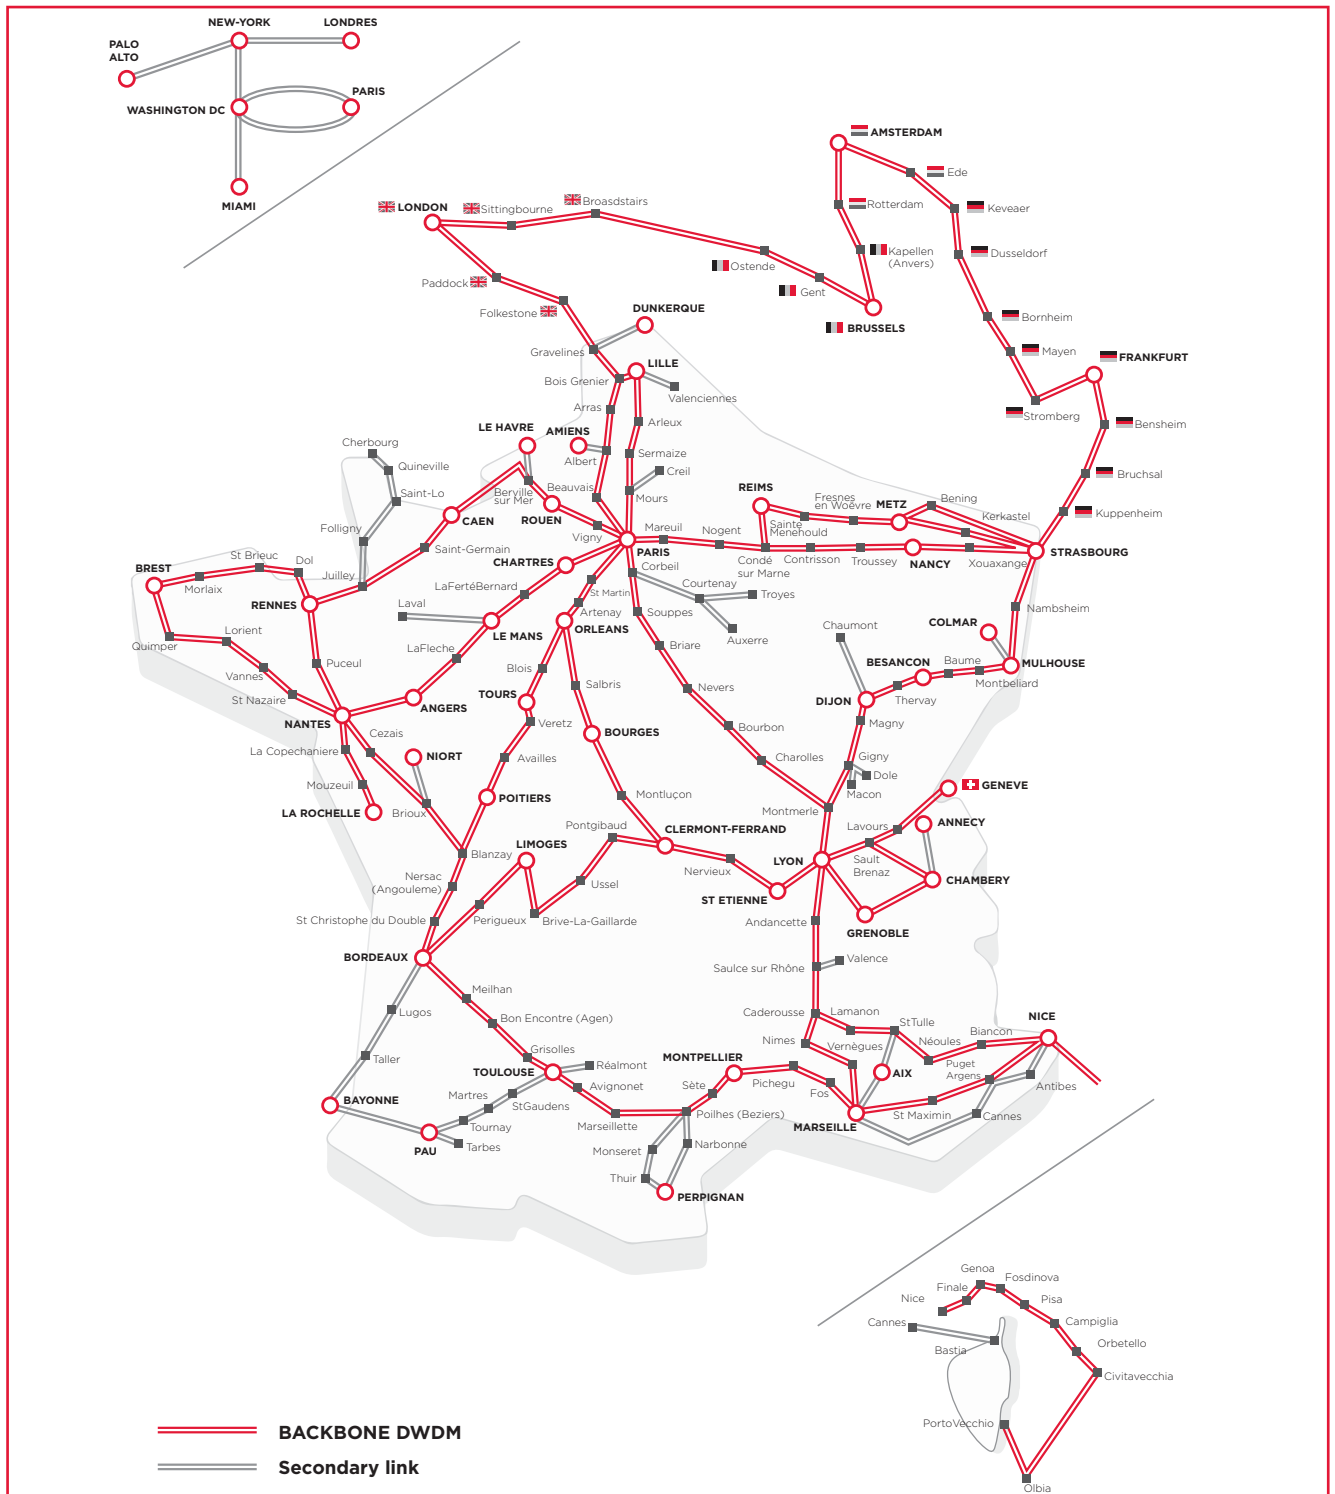 NEW-YORK
LONDRES
PALO
ALTO
WASHINGTON DC
PARIS
MIAMI
AMSTERDAM
Ede
Rotterdam
Keveaer
Kapellen
(Anvers)
Dusseldorf
LONDON
Sittingbourne
Broasdstairs
Ostende
Gent
BRUSSELS
Paddock
Folkestone
Bornheim
Mayen
FRANKFURT
Stromberg
Bensheim
Bruchsal
Kuppenheim
DUNKERQUE
Gravelines
LILLE
Bois Grenier
Valenciennes
Arras
Arleux
LE HAVRE
AMIENS
Albert
Sermaize
Creil
Cherbourg
Quineville
Saint-Lo
Berville
sur Mer
Beauvais
Mours
REIMS
Fresnes
en Woëvre
METZ
Bening
Kerkastel
Folligny
CAEN
ROUEN
Vigny
Mareuil
Nogent
Sainte
Menehould
STRASBOURG
Saint-Germain
CHARTRES
PARIS
Condé
sur Marne
Contrisson
Troussey
NANCY
Xouaxange
St Brieuc
Dol
Juilley
BREST
Morlaix
Corbeil
Courtenay
LaFertéBernard
St Martin
Troyes
RENNES
Laval
Artenay
Souppes
Nambsheim
LE MANS
ORLEANS
Auxerre
Chaumont
COLMAR
Quimper
Lorient
LaFleche
Briare
MULHOUSE
Puceul
Vannes
Blois
Salbris
Nevers
BESANCON
Baume
Montbeliard
St Nazaire
TOURS
DIJON
Thervay
ANGERS
NANTES
Veretz
Magny
Cezais
BOURGES
Bourbon
La Copechaniere
NIORT
Availles
Charolles
Gigny
Dole
Macon
Mouzeuil
POITIERS
Montluçon
GENEVE
LA ROCHELLE
Brioux
Montmerle
Pontgibaud
CLERMONT-FERRAND
Lavours
ANNECY
LIMOGES
Blanzay
LYON
Sault
Brenaz
Nersac
(Angouleme)
Ussel
Nervieux
CHAMBERY
ST ETIENNE
St Christophe du Double
Perigueux
Brive-La-Gaillarde
Andancette
GRENOBLE
BORDEAUX
Valence
Saulce sur Rhône
Meilhan
Lugos
Bon Encontre (Agen)
Caderousse
Lamanon
StTulle
NICE
Grisolles
Nimes
Vernègues
Néoules
Biancon
Taller
TOULOUSE
Réalmont
MONTPELLIER
Puget
Argens
Avignonet
Pichegu
AIX
Antibes
BAYONNE
Martres
StGaudens
Sète
Fos
Tournay
Marseillette
Poilhes (Beziers)
MARSEILLE
St Maximin
Cannes
PAU
Tarbes
Monseret
Narbonne
Thuir
PERPIGNAN
Genoa
Fosdinova
Finale
Nice
Pisa
Cannes
Campiglia
Bastia
Orbetello
Civitavecchia
PortoVecchio
Olbia
BACKBONE DWDM
Secondary link